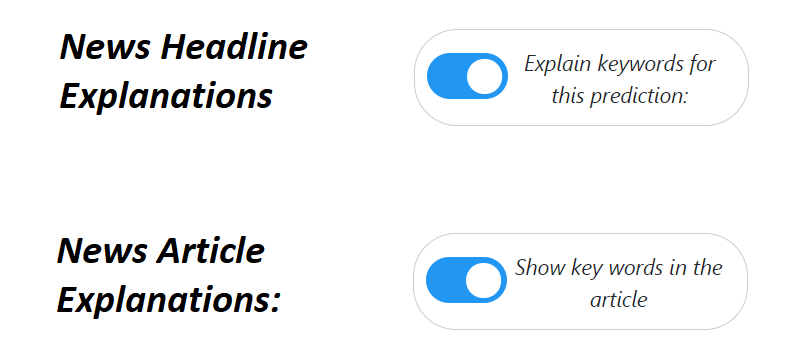 News Headline
Explanations
Explain keywords for
this prediction:
News Article
Explanations:
Show key words in the
article